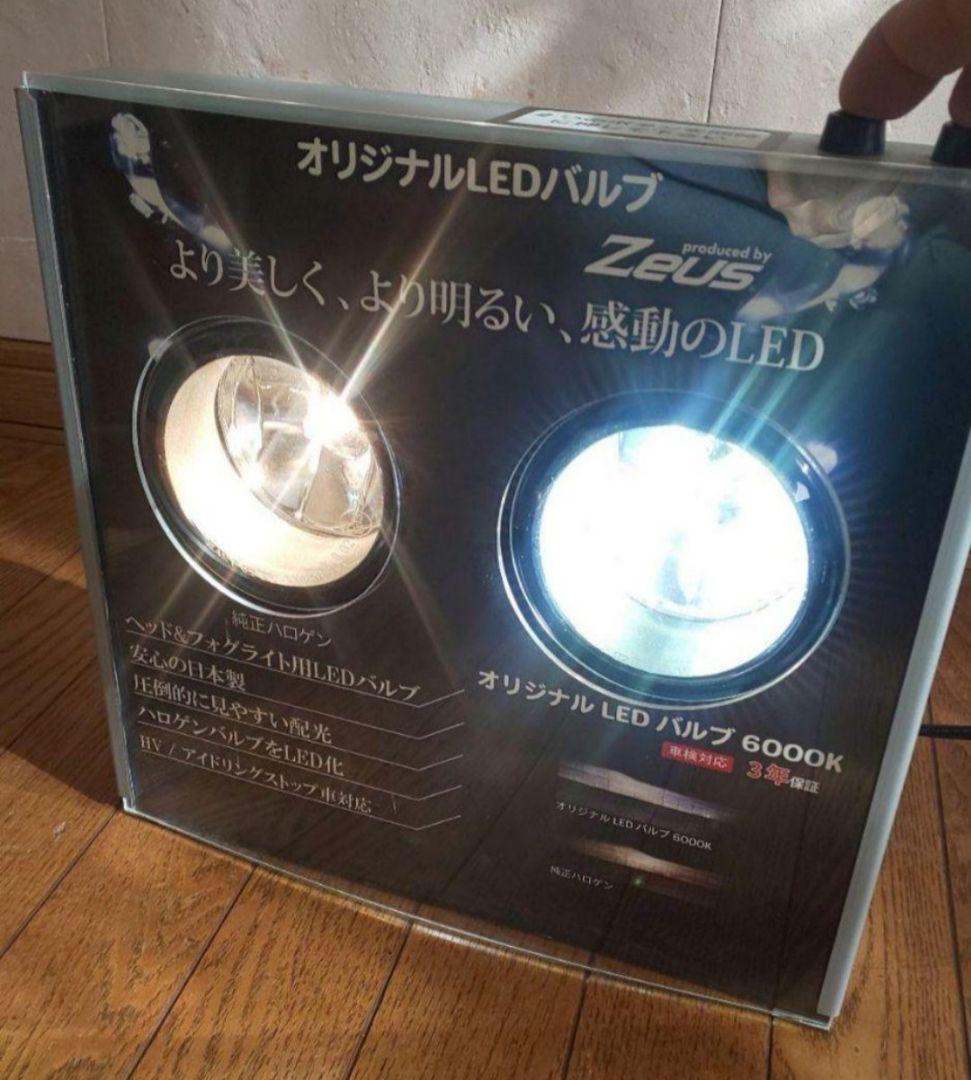 オリジナルLEDバルブ
produced by
Zeus
より美しく、より明るい、感動のLED
純正ハロゲン
ヘッド&フォグライト用LEDバルブ
安心の日本製
圧倒的に見やすい配光
ハロゲンバルブをLED化
HV / アイドリングストップ車対応
オリジナル LED バルブ 6000K
車検対応 3年保証
オリジナル LED バルブ 6000K
純正ハロゲン